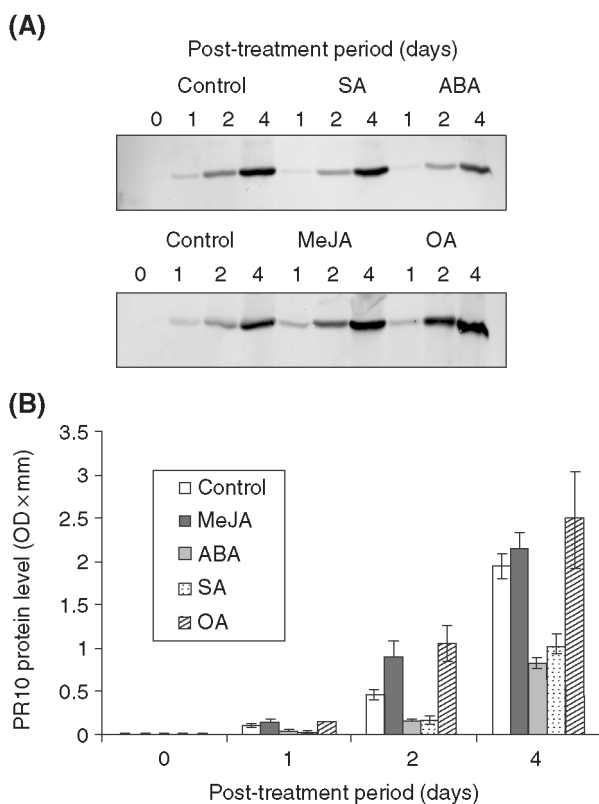 (A)
Post-treatment period (days)
Control SA ABA
0 1 2 4 1 2 4 1 2 4
Control MeJA OA
0 1 2 4 1 2 4 1 2 4
(B)
3.5
3
2.5
2
1.5
1
0.5
0
PR10 protein level (OD×mm)
Control
MeJA
ABA
SA
OA
0 1 2 4
Post-treatment period (days)